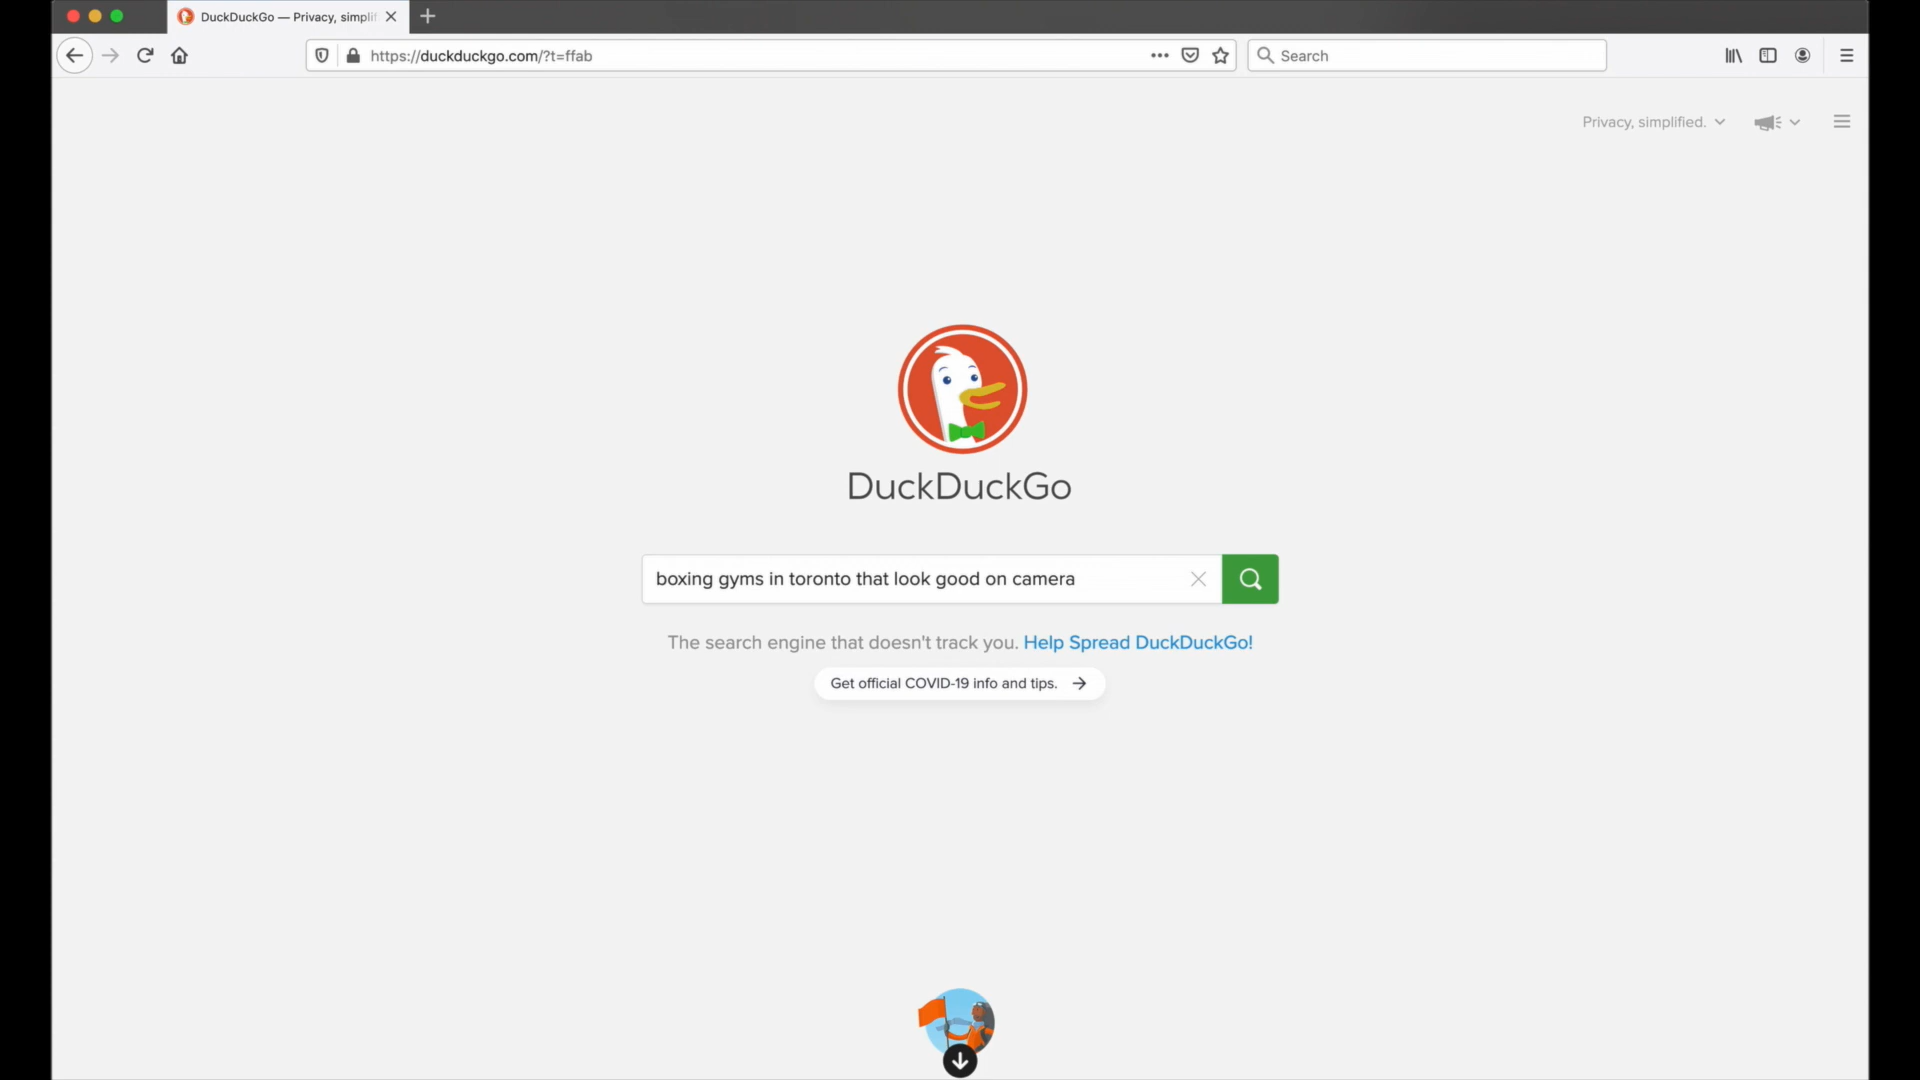 DuckDuckGo — Privacy, simplif
https://duckduckgo.com/?t=ffab
Search
Privacy, simplified.
DuckDuckGo
boxing gyms in toronto that look good on camera
The search engine that doesn't track you. Help Spread DuckDuckGo!
Get official COVID-19 info and tips.